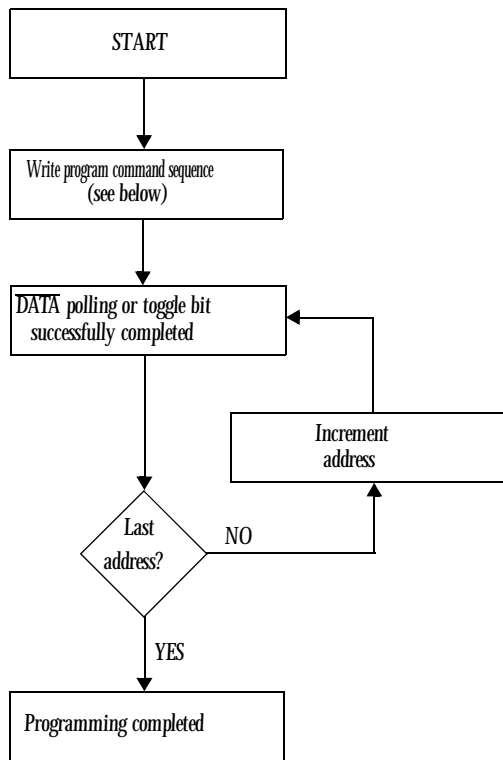 START
Write program command sequence
(see below)
DATA polling or toggle bit
successfully completed
Increment
address
Last
address?
NO
YES
Programming completed